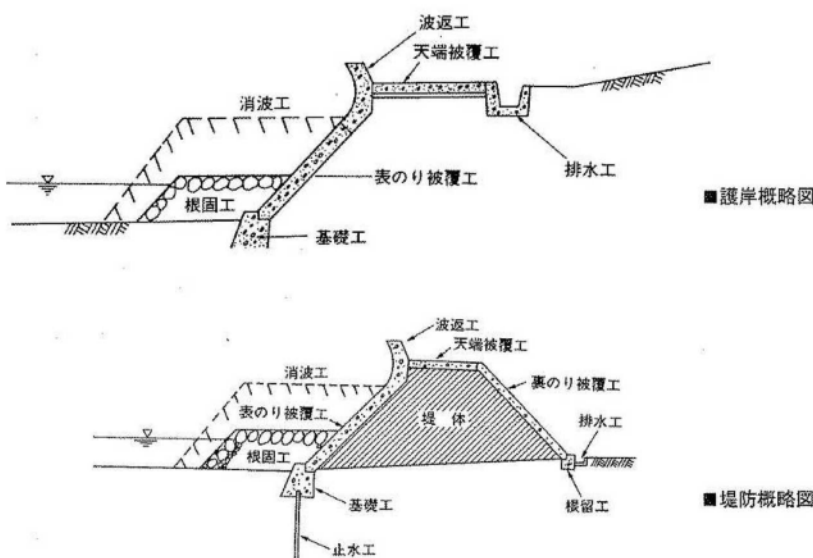 波返工
天端被覆工
消波工
排水工
表のり被覆工
根固工
基礎工
■護岸概略図
波返工
天端被覆工
消波工
裏のり被覆工
表のり被覆工
堤体
排水工
根固工
基礎工
根留工
■堤防概略図
止水工